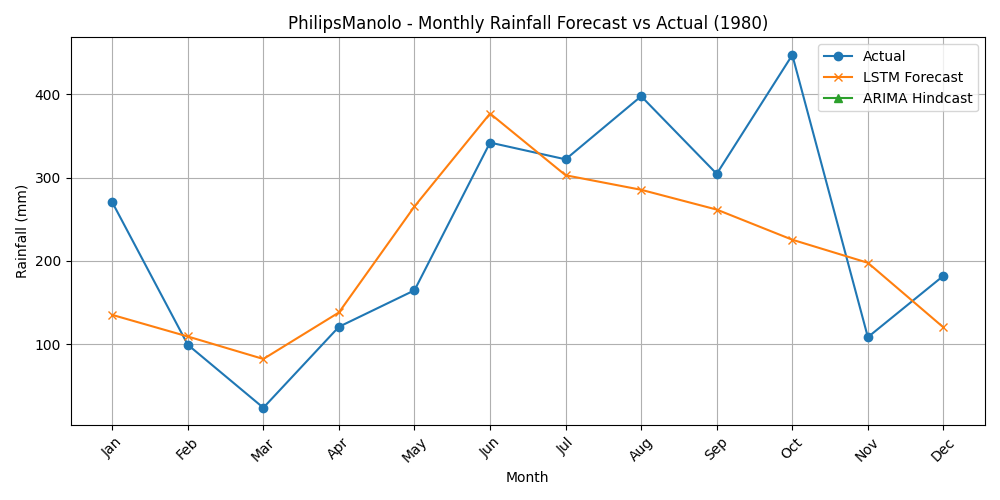 PhilipsManolo - Monthly Rainfall Forecast vs Actual (1980)
Actual
LSTM Forecast
ARIMA Hindcast
Rainfall (mm)
400
300
200
100
Jan
Feb
Mar
Apr
May
Jun
Jul
Aug
Sep
Oct
Nov
Dec
Month